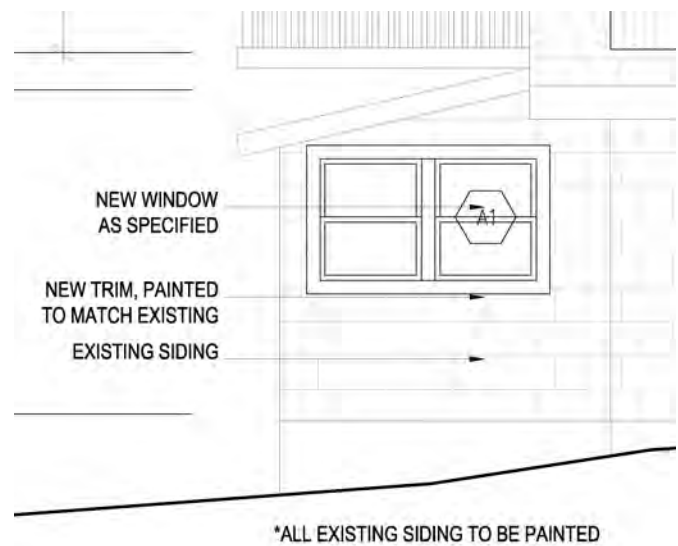 NEW WINDOW
AS SPECIFIED
A1
NEW TRIM, PAINTED
TO MATCH EXISTING
EXISTING SIDING
*ALL EXISTING SIDING TO BE PAINTED